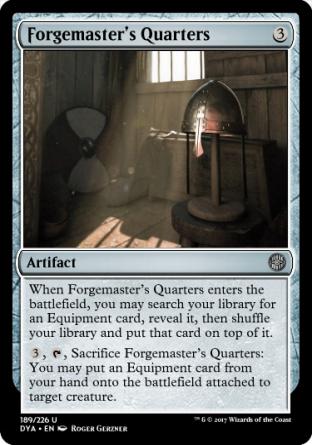 Forgemaster's Quarters 3
Artifact
When Forgemaster's Quarters enters the
battlefield, you may search your library for
an Equipment card, reveal it, then shuffle
your library and put that card on top of it.
3, , Sacrifice Forgemaster's Quarters:
You may put an Equipment card from
your hand onto the battlefield attached to
target creature.
189/226 U
DYA • EN ROGER GERZNER
™ & © 2017 Wizards of the Coast